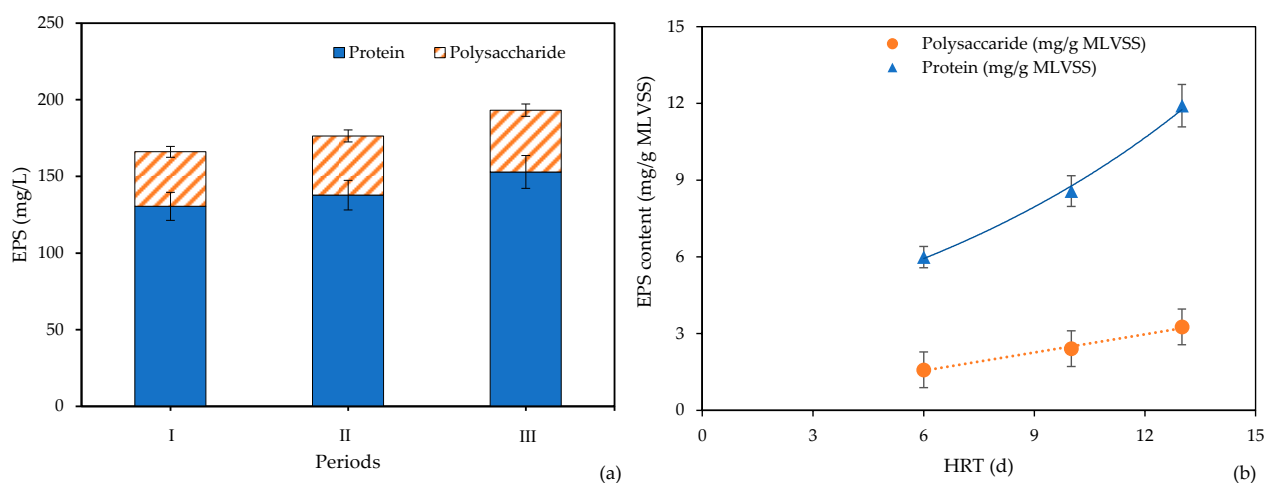 250
200
150
100
50
0
EPS (mg/L)
Protein
Polysaccharide
I
II
III
Periods
(a)
15
12
9
6
3
0
EPS content (mg/g MLVSS)
Polysaccaride (mg/g MLVSS)
Protein (mg/g MLVSS)
0
3
6
9
12
15
HRT (d)
(b)